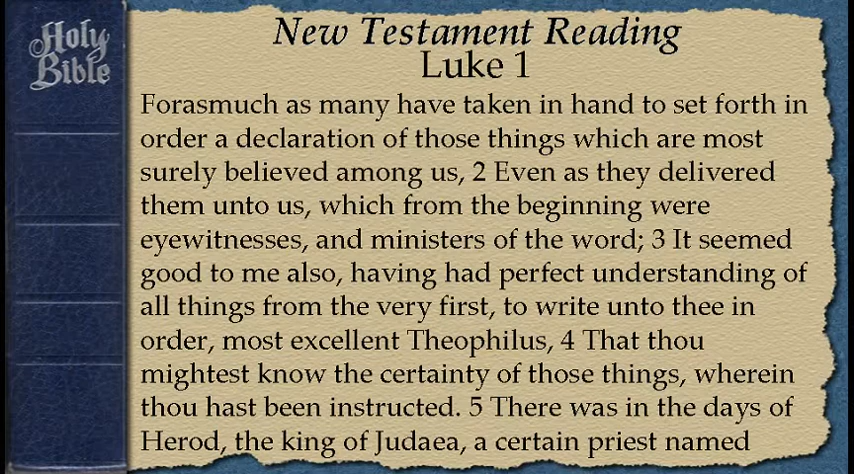 Holy
Bible
New Testament Reading
Luke 1
Forasmuch as many have taken in hand to set forth in
order a declaration of those things which are most
surely believed among us, 2 Even as they delivered
them unto us, which from the beginning were
eyewitnesses, and ministers of the word; 3 It seemed
good to me also, having had perfect understanding of
all things from the very first, to write unto thee in
order, most excellent Theophilus, 4 That thou
mightest know the certainty of those things, wherein
thou hast been instructed. 5 There was in the days of
Herod, the king of Judaea, a certain priest named